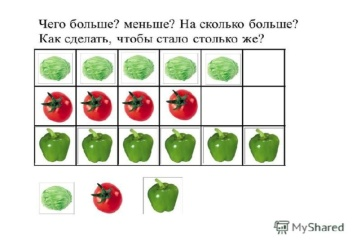 Чего больше? меньше? На сколько больше?
Как сделать, чтобы стало столько же?
MyShared